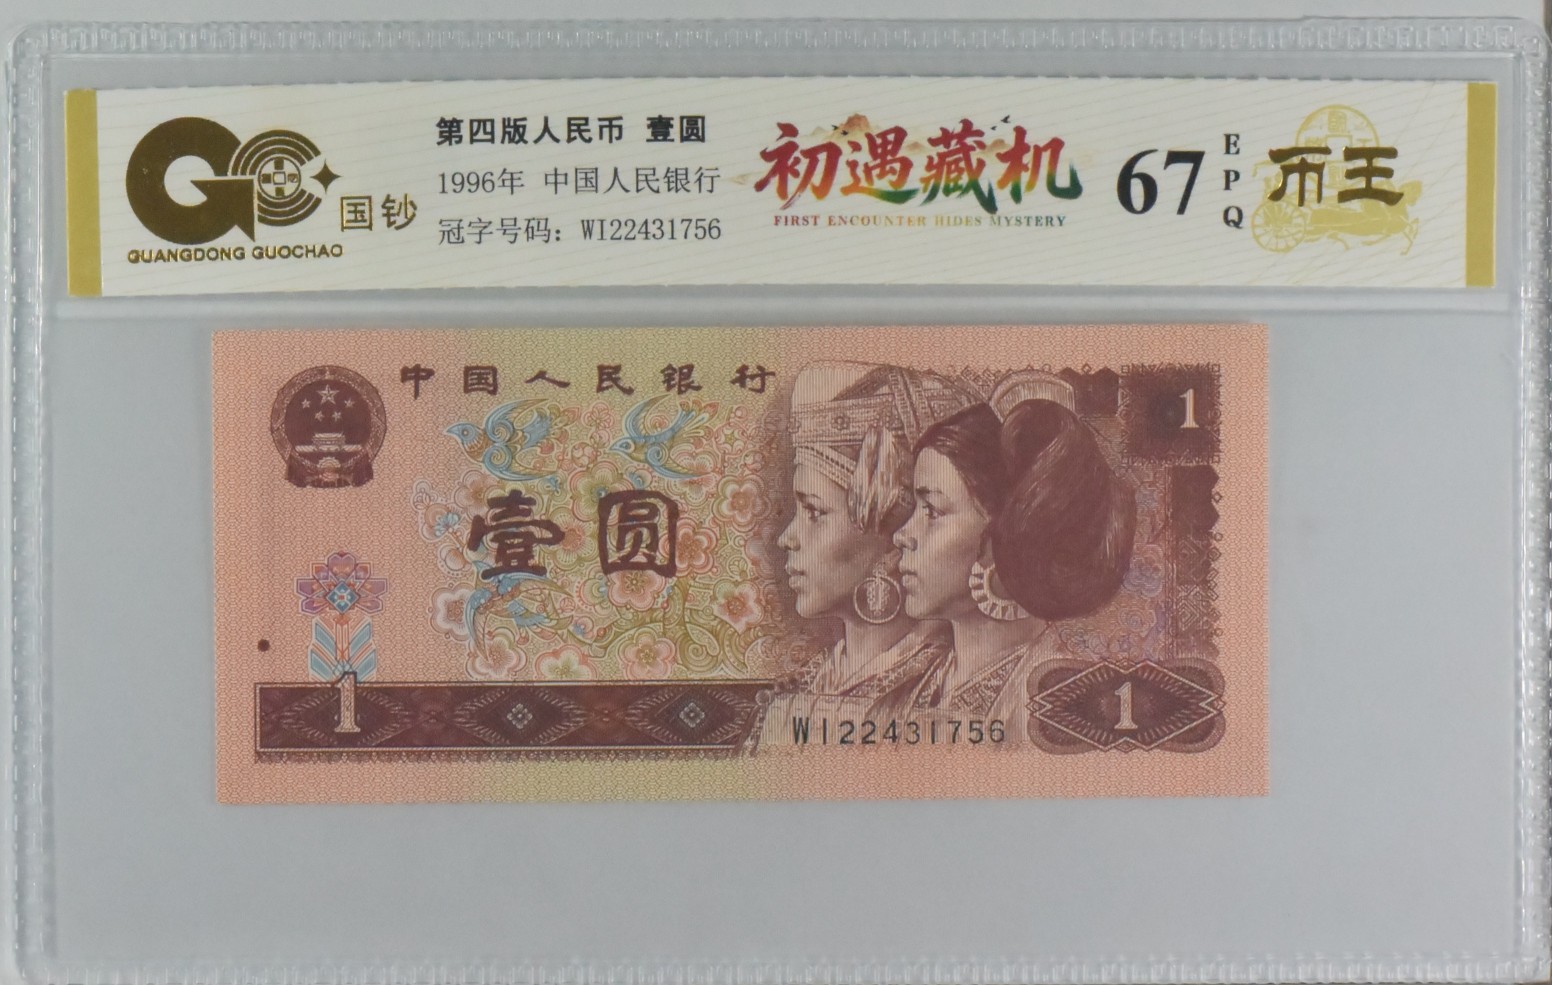 国钞
GUANGDONG GUOCHAO
第四版人民币 壹圆
1996年 中国人民银行
冠字号码：WI22431756
初遇藏机
FIRST ENCOUNTER HIDES MYSTERY
67
EPQ
币王
中国人民银行
1
壹圆
1
WI22431756
1